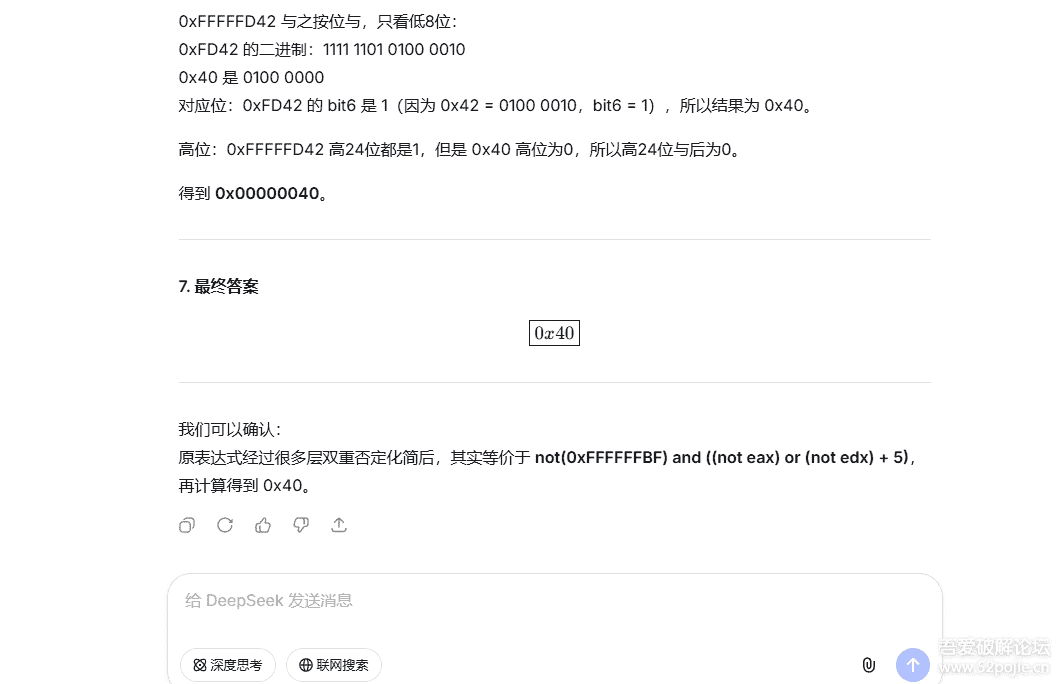 0xFFFFFD42 与之按位与，只看低8位：
0xFD42 的二进制：1111 1101 0100 0010
0x40 是 0100 0000
对应位：0xFD42 的 bit6 是 1（因为 0x42 = 0100 0010，bit6 = 1），所以结果为 0x40。
高位：0xFFFFFD42 高24位都是1，但是 0x40 高位为0，所以高24位与后为0。
得到 0x00000040。
7. 最终答案
0x40
我们可以确认：
原表达式经过很多层双重否定化简后，其实等价于 not(0xFFFFFFBF) and ((not eax) or (not edx) + 5)，
再计算得到 0x40。
给 DeepSeek 发送消息
深度思考 联网搜索
吾爱破解论坛
www.52pojie.cn